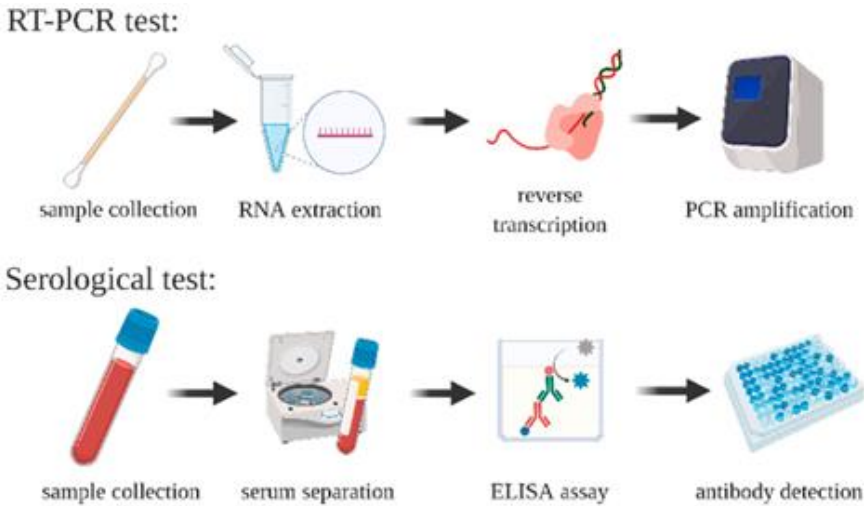 RT-PCR test:
sample collection
RNA extraction
reverse
transcription
PCR amplification
Serological test:
sample collection
serum separation
ELISA assay
antibody detection